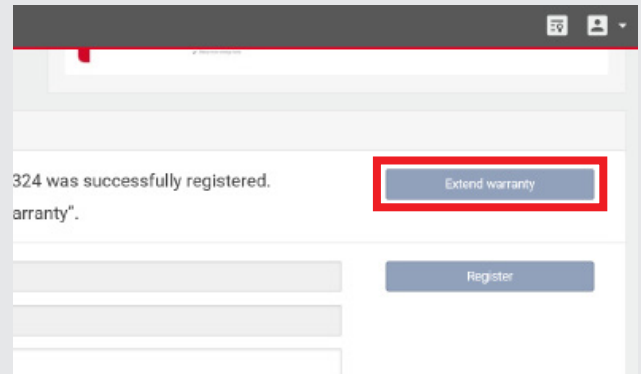 324 was successfully registered.
Extend warranty
arranty".
Register